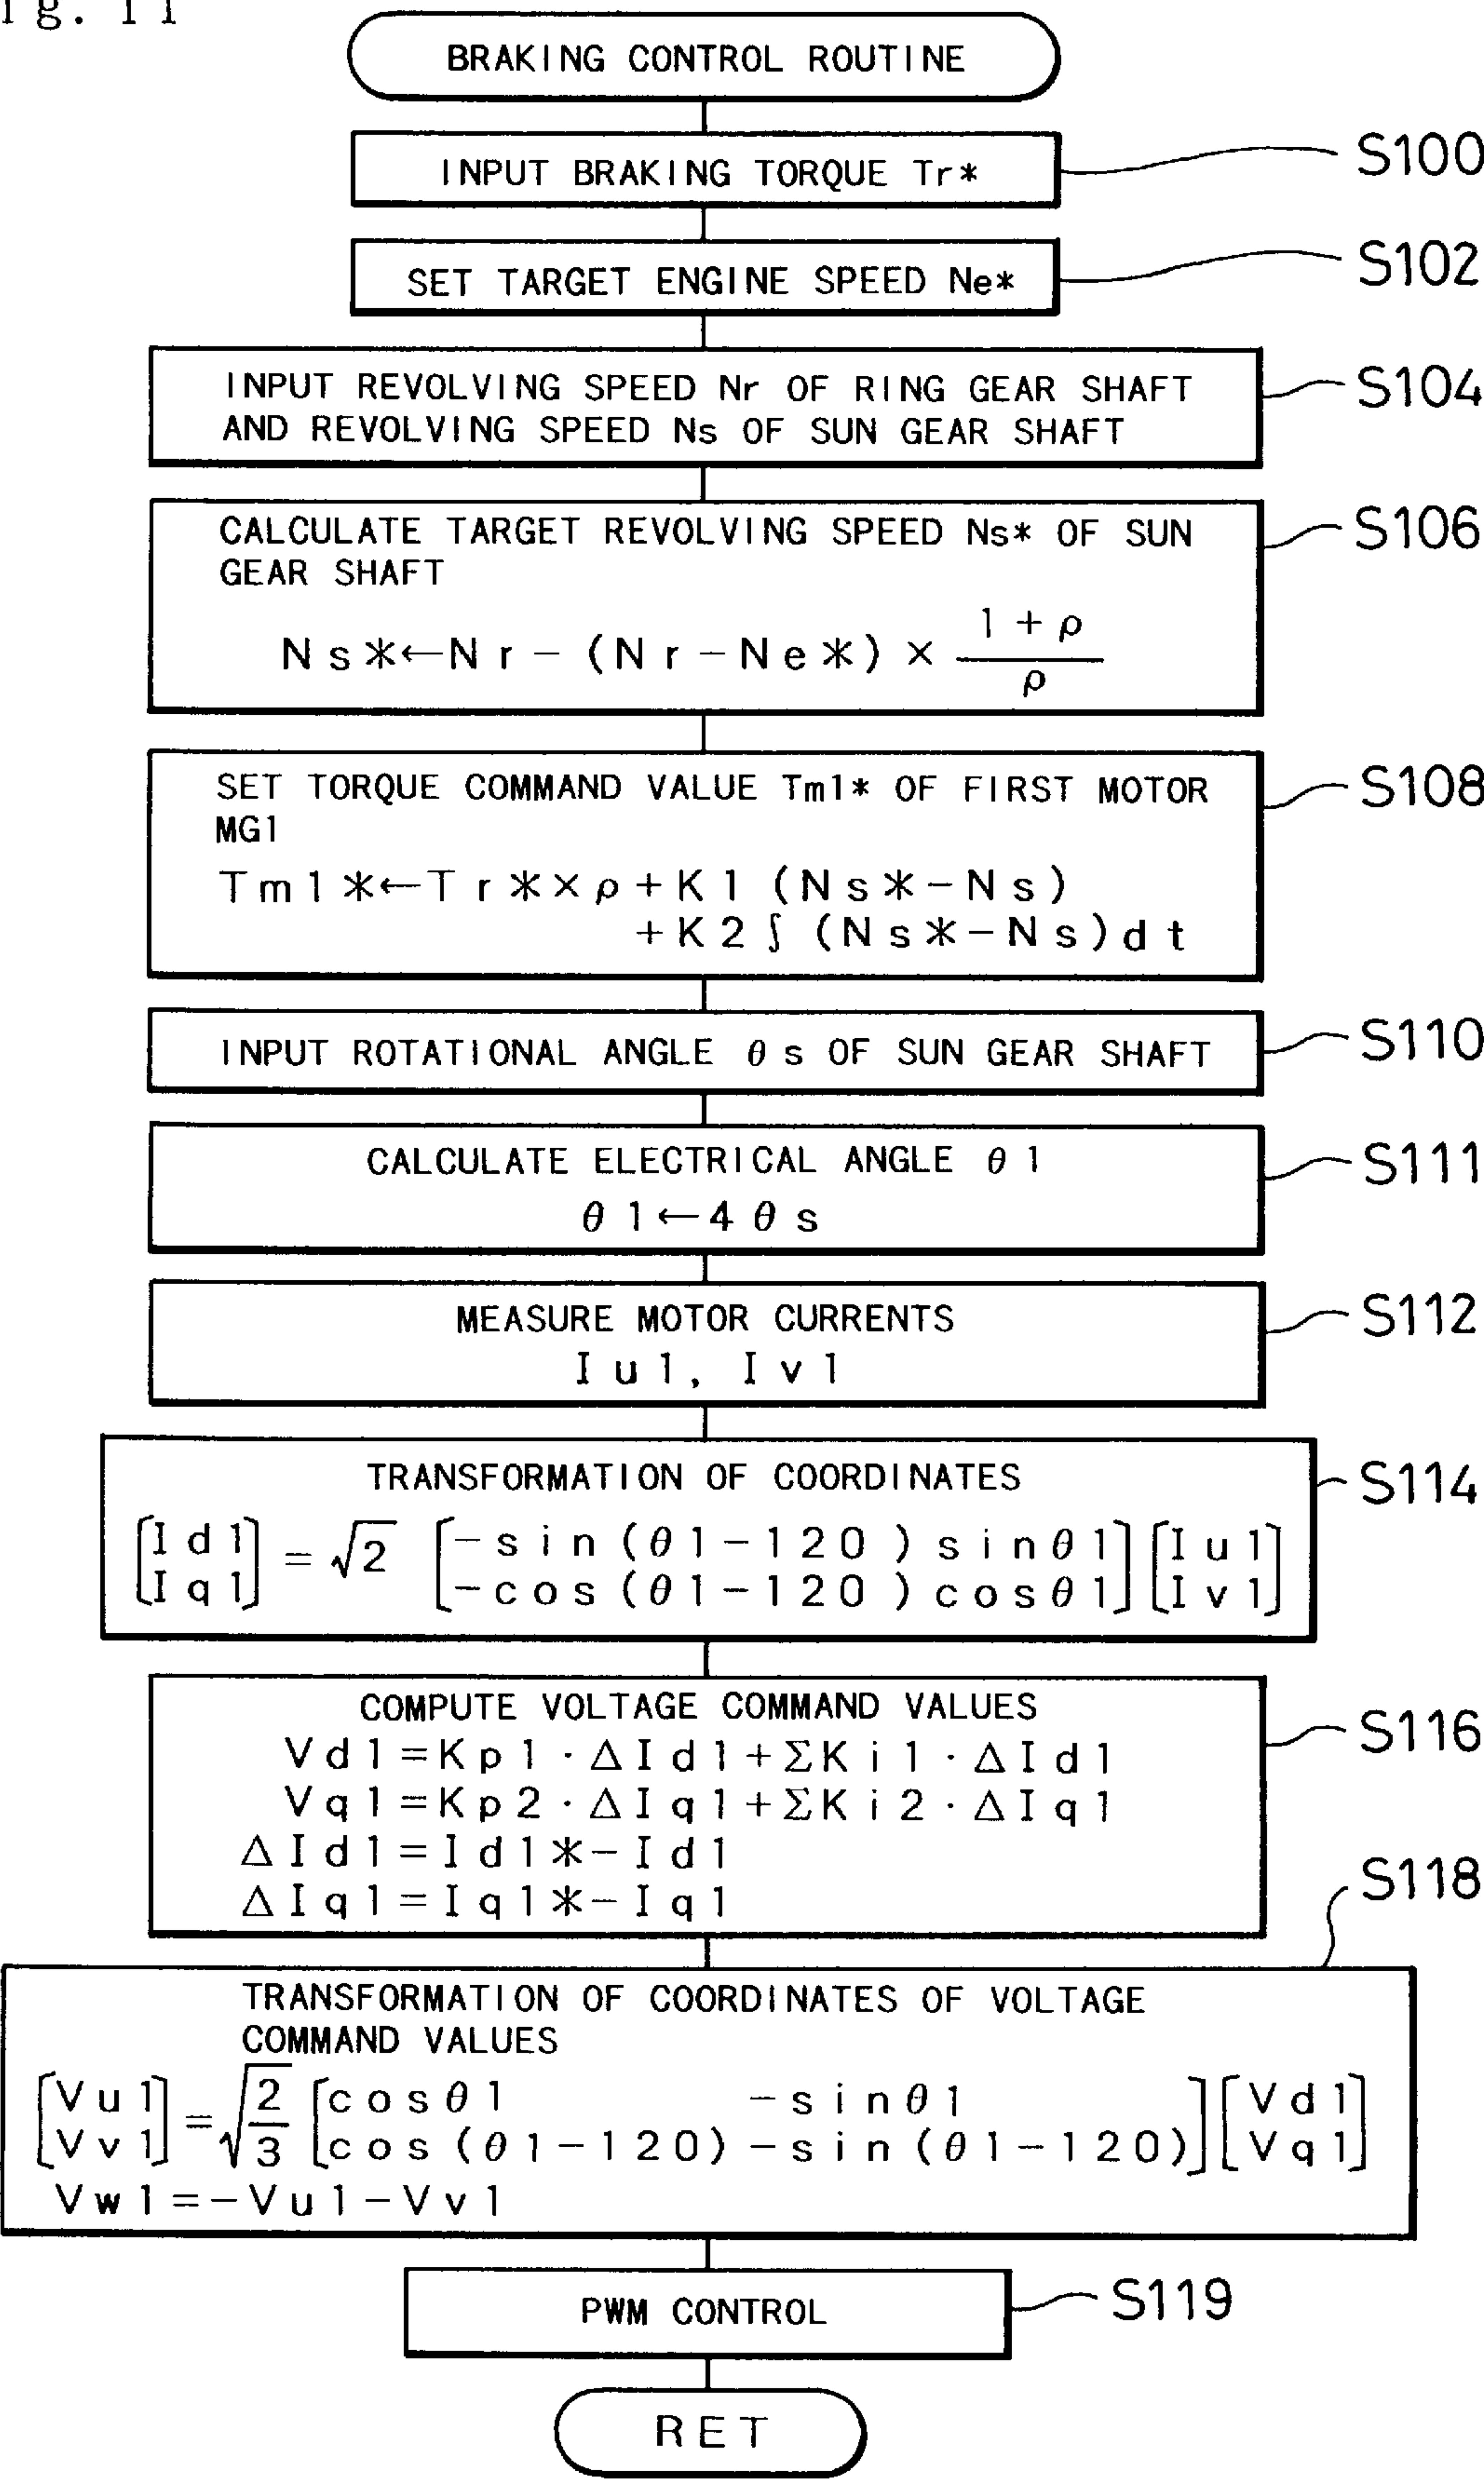 ig. 11
BRAKING CONTROL ROUTINE
INPUT BRAKING TORQUE Tr*
S100
SET TARGET ENGINE SPEED Ne*
S102
INPUT REVOLVING SPEED Nr OF RING GEAR SHAFT
AND REVOLVING SPEED Ns OF SUN GEAR SHAFT
S104
CALCULATE TARGET REVOLVING SPEED Ns* OF SUN
GEAR SHAFT
S106
Ns*←Nr−(Nr−Ne*)×
1+ρ
ρ
SET TORQUE COMMAND VALUE Tm1* OF FIRST MOTOR
MG1
S108
Tm1*←Tr*×ρ+K1(Ns*−Ns)
+K2∫(Ns*−Ns)dt
INPUT ROTATIONAL ANGLE θs OF SUN GEAR SHAFT
S110
CALCULATE ELECTRICAL ANGLE θ1
θ1←4θs
S111
MEASURE MOTOR CURRENTS
Iu1, Iv1
S112
TRANSFORMATION OF COORDINATES
S114
[Id1] = √2 [−sin(θ1−120) sinθ1][Iu1]
[Iq1] [−cos(θ1−120) cosθ1][Iv1]
COMPUTE VOLTAGE COMMAND VALUES
S116
Vd1=Kp1·ΔId1+ΣKi1·ΔId1
Vq1=Kp2·ΔIq1+ΣKi2·ΔIq1
ΔId1=Id1*−Id1
ΔIq1=Iq1*−Iq1
S118
TRANSFORMATION OF COORDINATES OF VOLTAGE
COMMAND VALUES
[Vu1] = √2/3 [cosθ1 −sinθ1][Vd1]
[Vv1] [cos(θ1−120) −sin(θ1−120)][Vq1]
Vw1=−Vu1−Vv1
PWM CONTROL
S119
RET